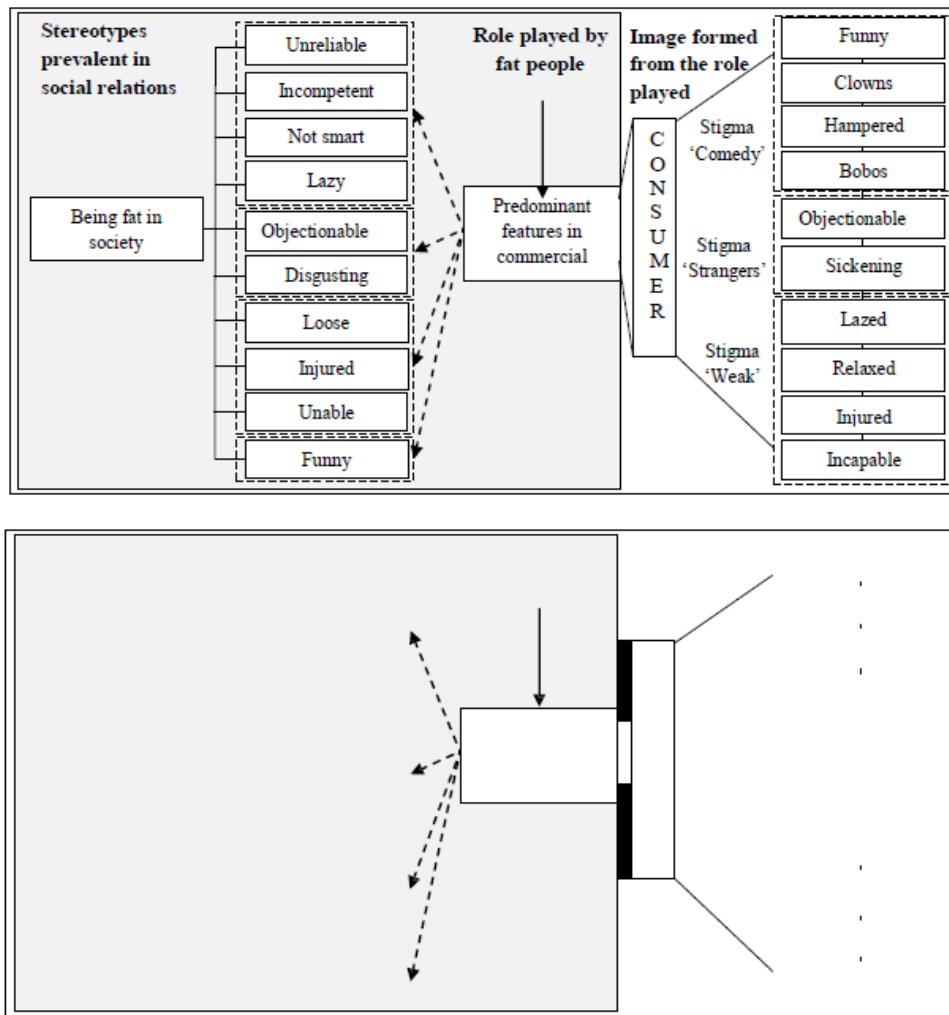 Stereotypes
prevalent in
social relations
Being fat in
society
Unreliable
Incompetent
Not smart
Lazy
Objectionable
Disgusting
Loose
Injured
Unable
Funny
Role played by
fat people
Predominant
features in
commercial
CONSUMER
Image formed
from the role
played
Stigma
‘Comedy’
Stigma
‘Strangers’
Stigma
‘Weak’
Funny
Clowns
Hampered
Bobos
Objectionable
Sickening
Lazed
Relaxed
Injured
Incapable